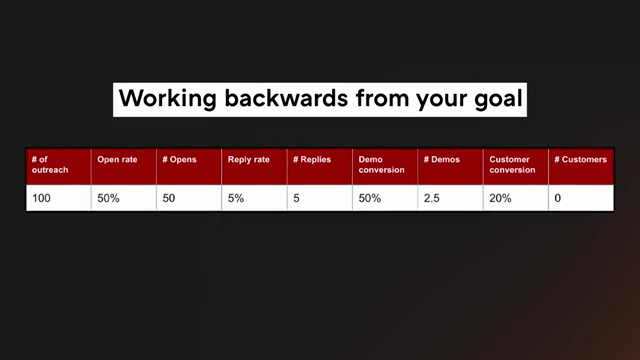 Working backwards from your goal
# of outreach Open rate # Opens Reply rate # Replies Demo conversion # Demos Customer conversion # Customers
100 50% 50 5% 5 50% 2.5 20% 0